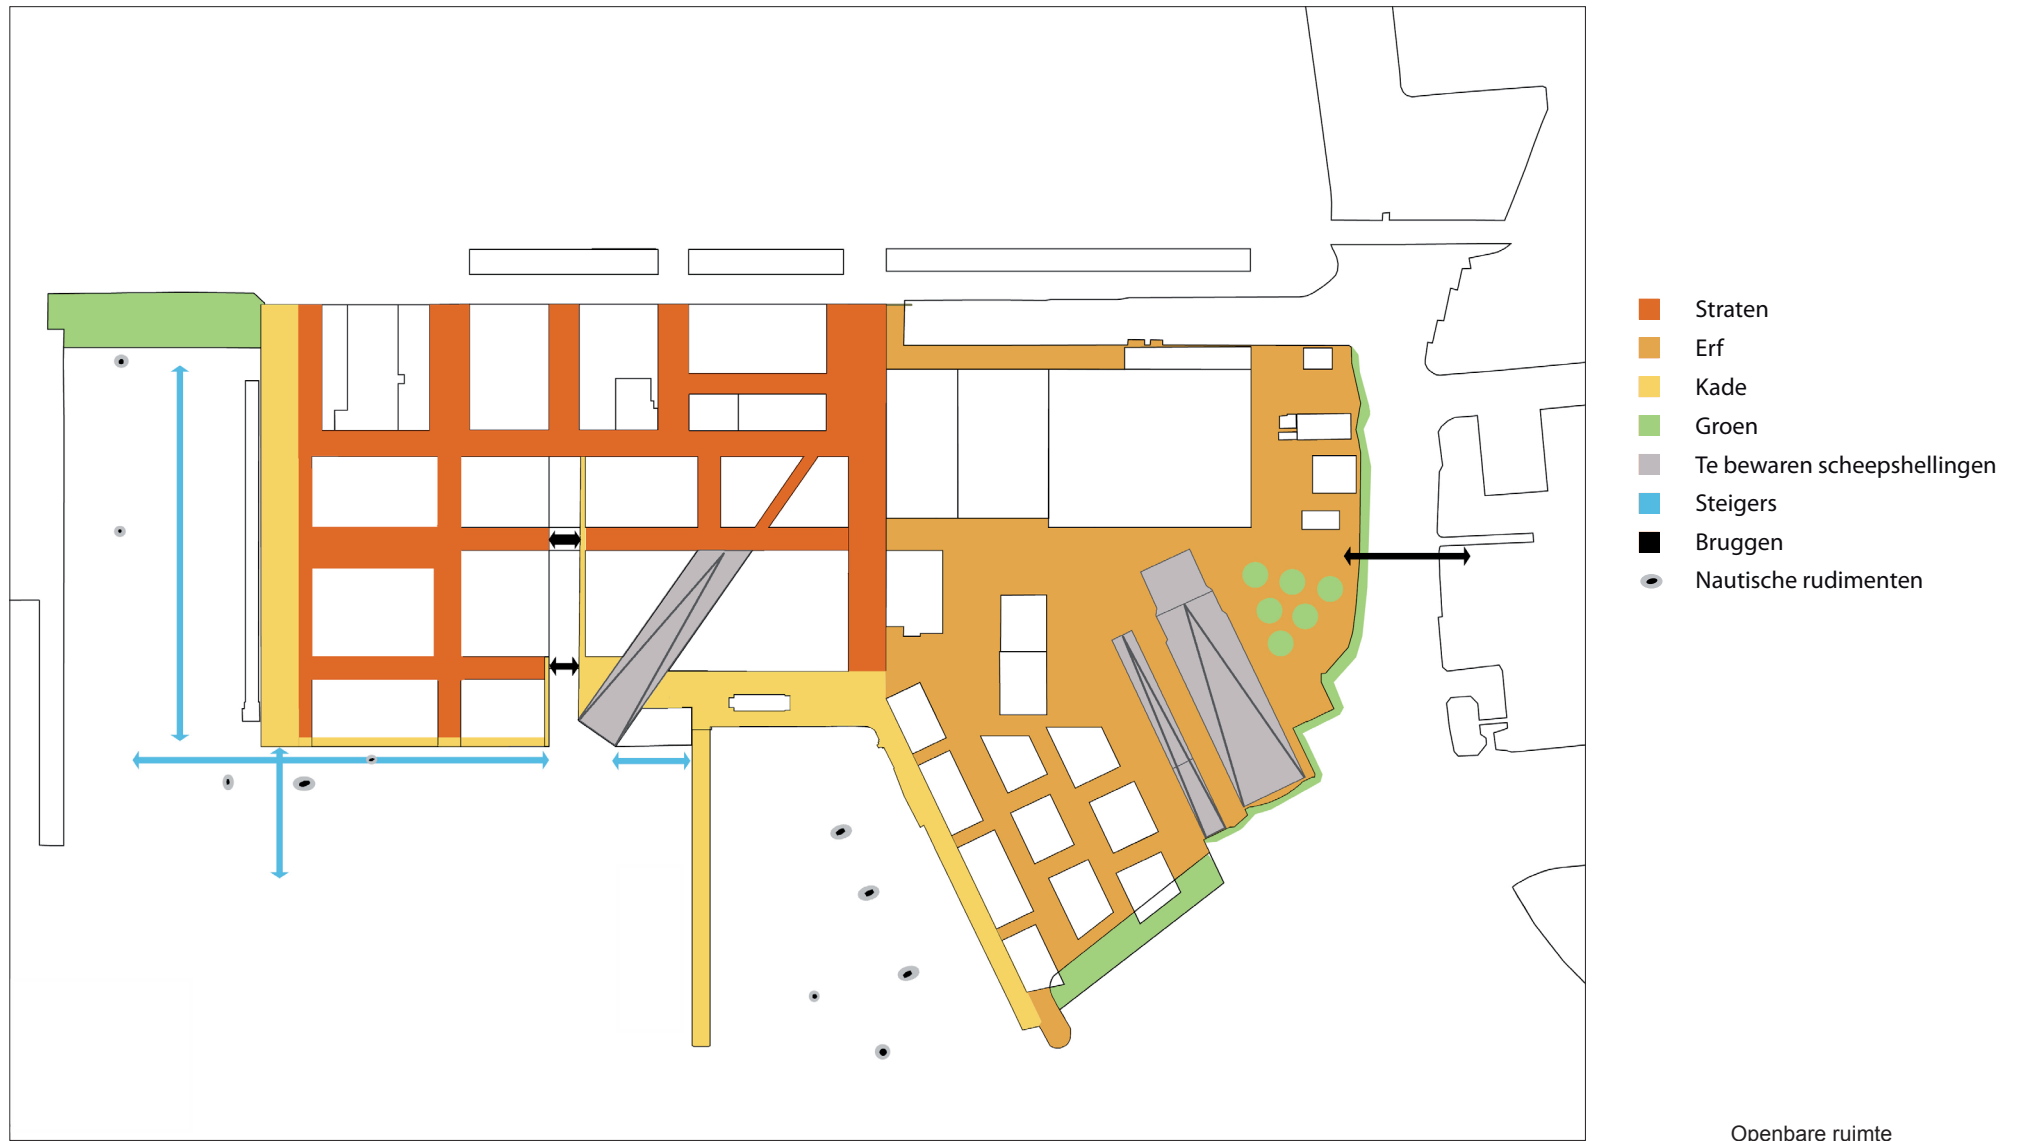 Straten
Erf
Kade
Groen
Te bewaren scheepshellingen
Steigers
Bruggen
Nautische rudimenten
Openbare ruimte